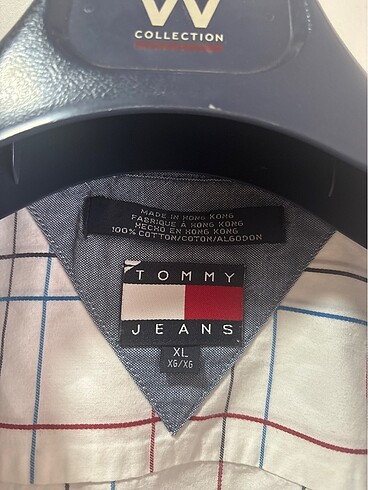 W
COLLECTION
MADE IN HONG KONG
FABRIQUE A HONG KONG
HECHO EN HONG KONG
100% COTTON/COTON/ALGODON
TOMMY
JEANS
XL
XG/XG